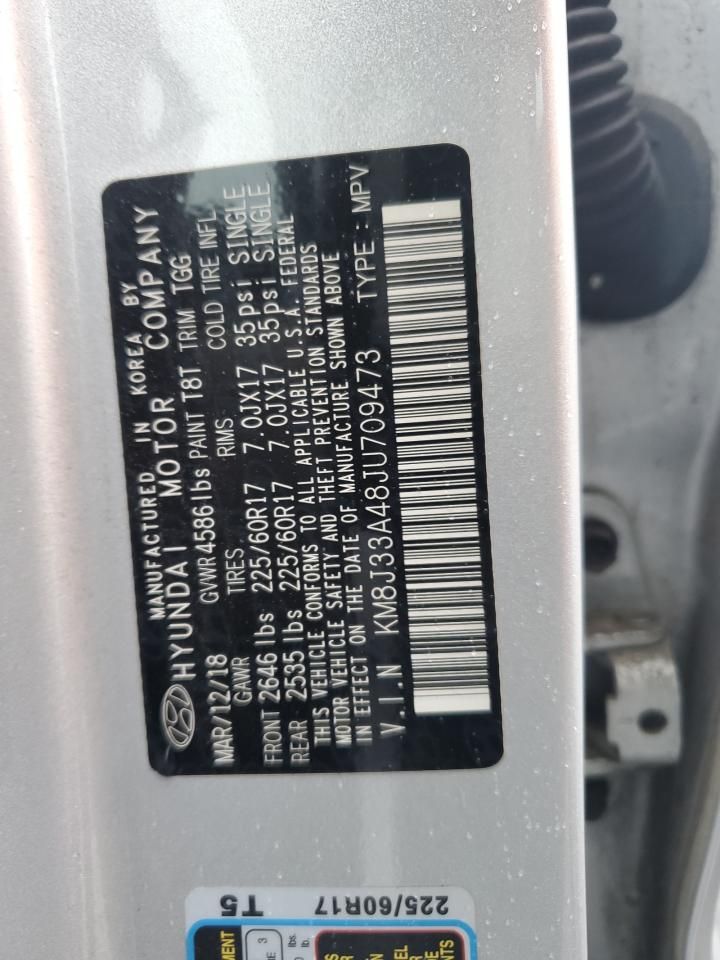 MANUFACTURED IN KOREA BY
HYUNDAI MOTOR COMPANY
GVWR 4586lbs PAINT T8T TRIM TGG
MAR/12/18
GAWR TIRES RIMS COLD TIRE INFL
FRONT 2646 lbs 225/60R17 7.0JX17 35psi SINGLE
REAR 2535 lbs 225/60R17 7.0JX17 35psi SINGLE
THIS VEHICLE CONFORMS TO ALL APPLICABLE U.S.A. FEDERAL
MOTOR VEHICLE SAFETY AND THEFT PREVENTION STANDARDS
IN EFFECT ON THE DATE OF MANUFACTURE SHOWN ABOVE
V.I.N KM8J33A48JU709473 TYPE : MPV
T5
225/60R17
3
lbs.
lb.